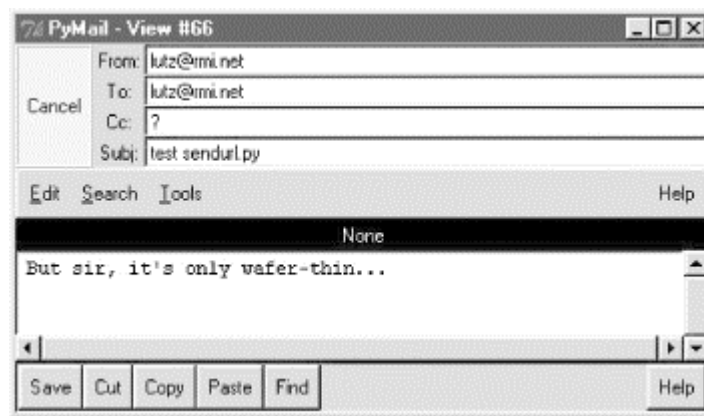 PyMail - View #66
Cancel
From: lutz@rmi.net
To: lutz@rmi.net
Cc: ?
Subj: test sendurl.py
Edit Search Tools Help
None
But sir, it's only wafer-thin...
Save Cut Copy Paste Find Help